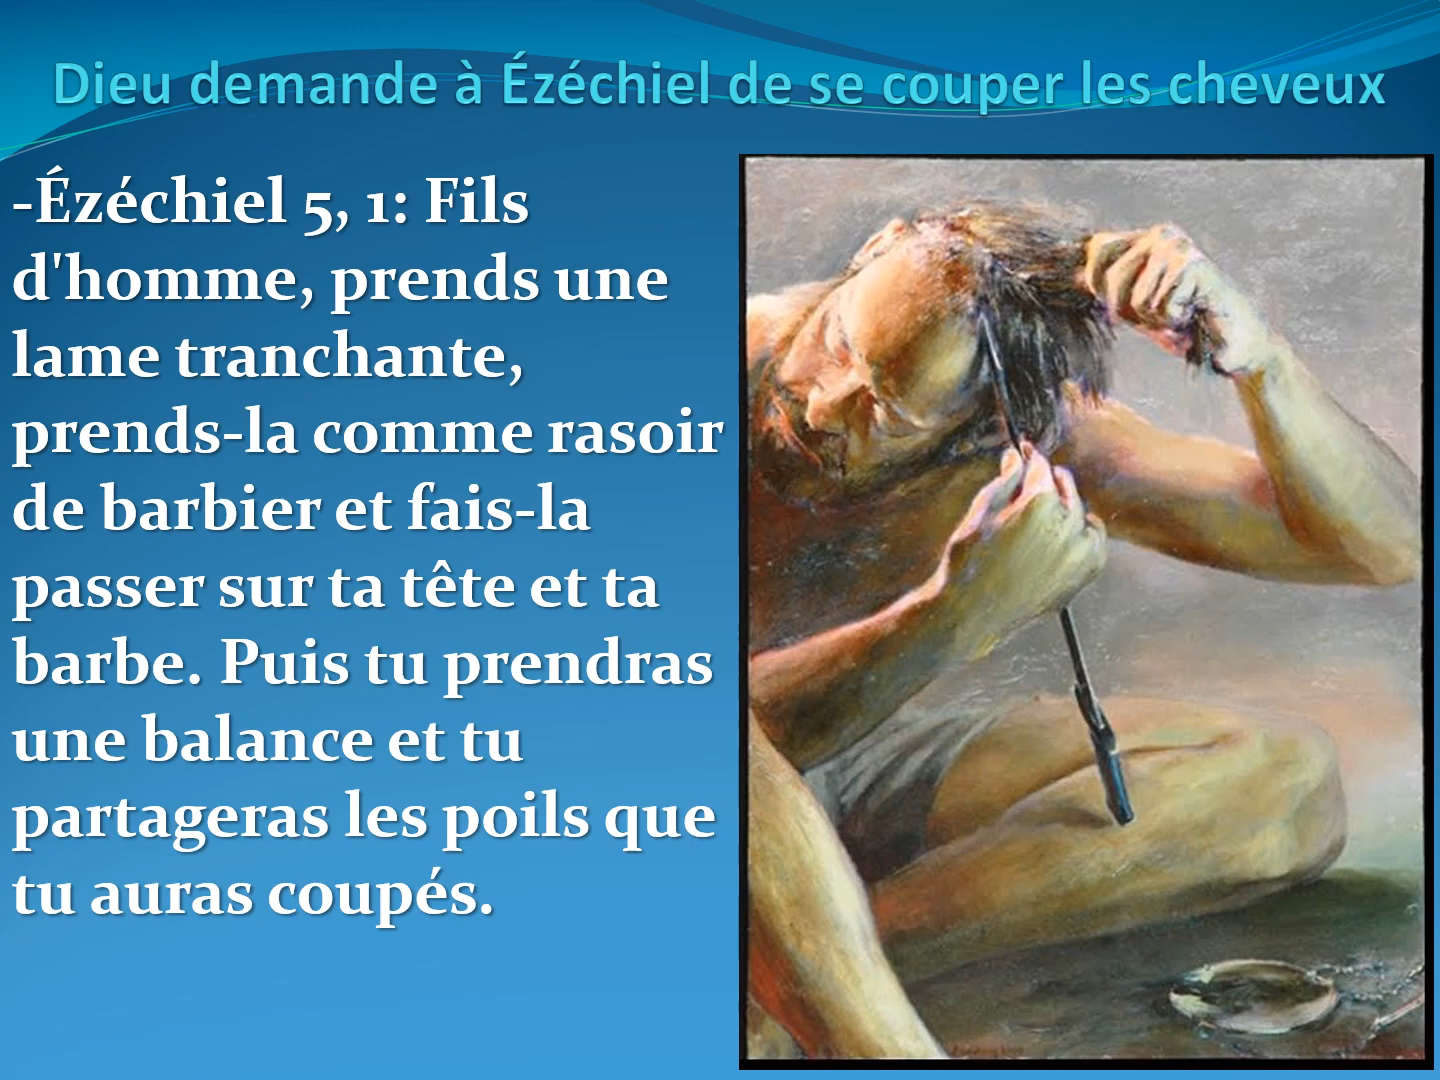 Dieu demande à Ézéchiel de se couper les cheveux
-Ézéchiel 5, 1: Fils
d'homme, prends une
lame tranchante,
prends-la comme rasoir
de barbier et fais-la
passer sur ta tête et ta
barbe. Puis tu prendras
une balance et tu
partageras les poils que
tu auras coupés.